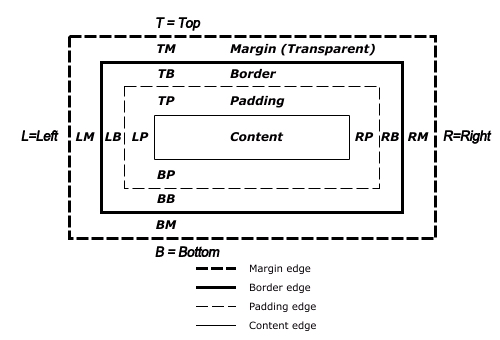 T = Top
TM Margin (Transparent)
TB Border
TP Padding
L=Left LM LB LP Content RP RB RM R=Right
BP
BB
BM
B = Bottom
Margin edge
Border edge
Padding edge
Content edge